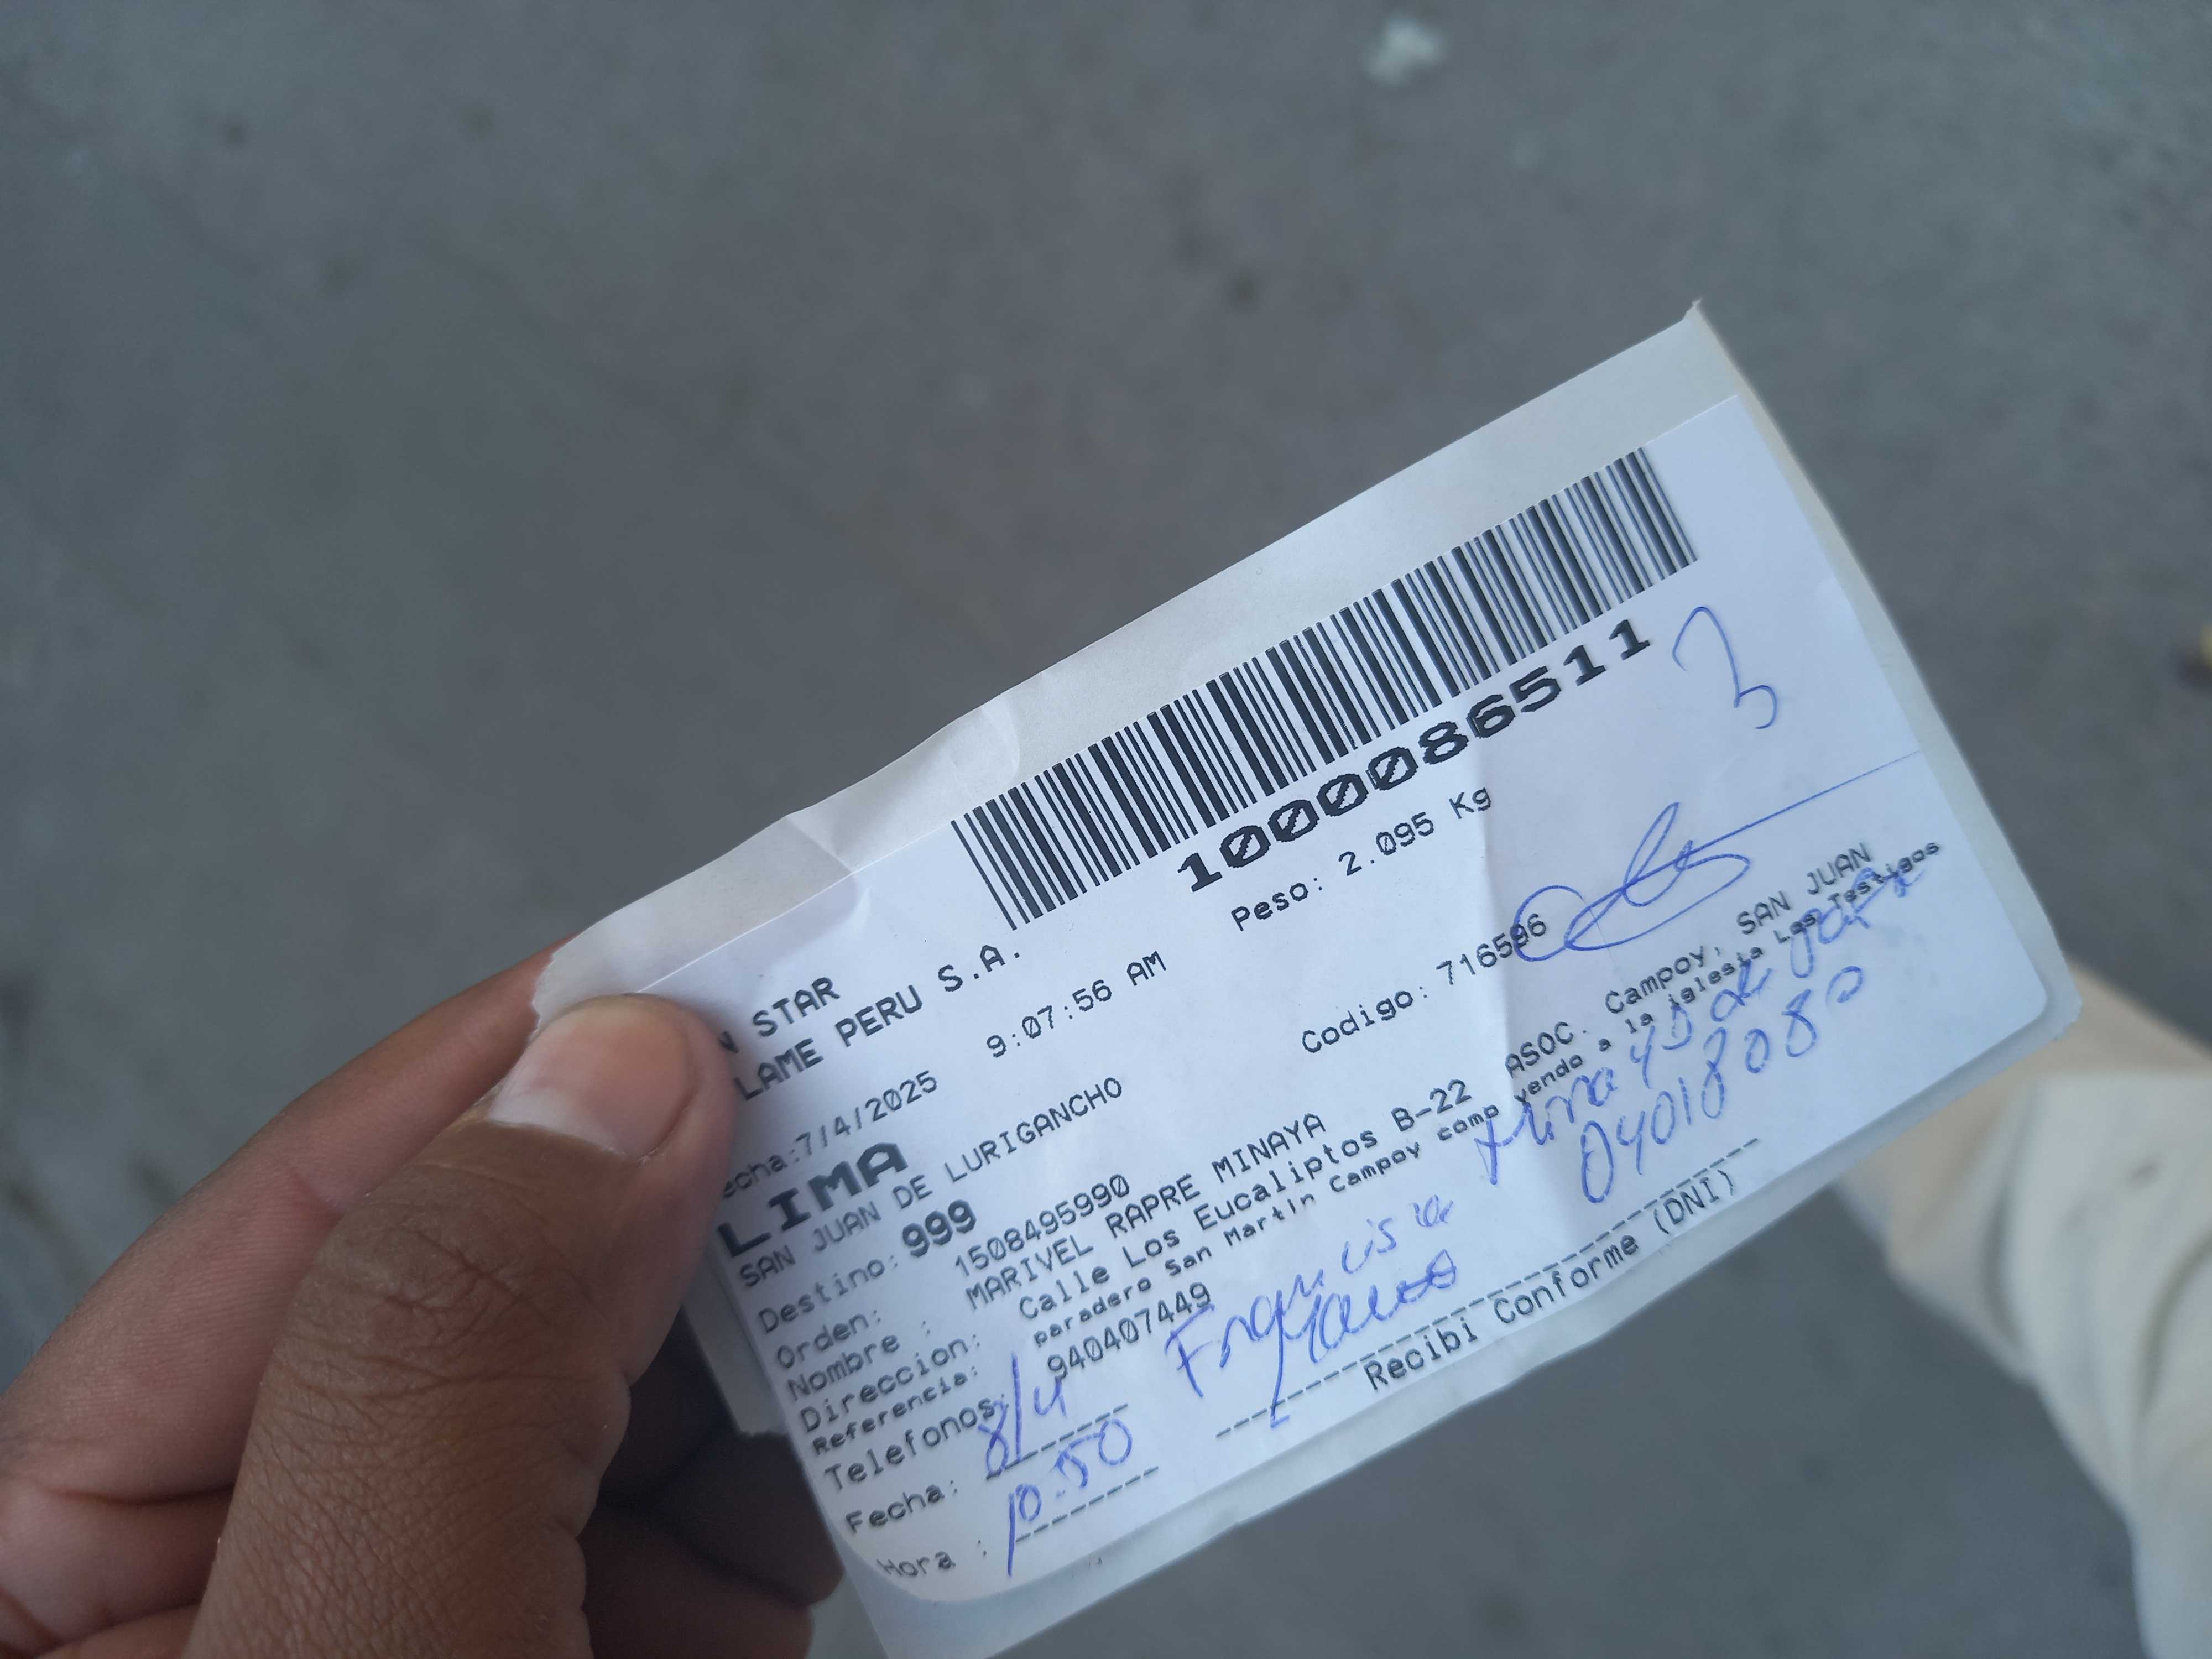 100008651 1
Peso: 2.095 Kg
N STAR
LAME PERU S.A.
echa:7/4/2025 9:07:56 AM
LIMA
SAN JUAN DE LURIGANCHO
Destino: 999 Codigo: 716596
Orden: 1508495990
Nombre : MARIVEL RAPRE MINAYA
Direccion: Calle Los Eucaliptos B-22 ASOC. Campoy, SAN JUAN
Referencia: paradero San Martin Campoy como yendo a la iglesia Los Testigos
Telefonos: 940407449
Fecha: 8/4
Hora : 10:50
04018080
Recibi Conforme (DNI)
3